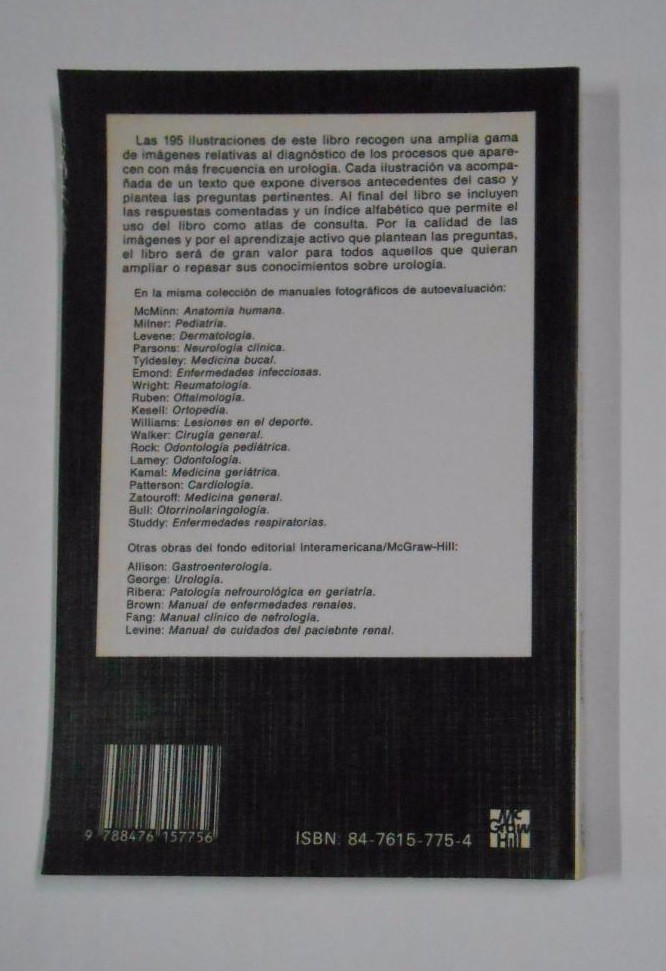 Las 195 ilustraciones de este libro recogen una amplia gama
de imágenes relativas al diagnóstico de los procesos que apare-
cen con más frecuencia en urología. Cada ilustración va acompa-
ñada de un texto que expone diversos antecedentes del caso y
plantea las preguntas pertinentes. Al final del libro se incluyen
las respuestas comentadas y un índice alfabético que permite el
uso del libro como atlas de consulta. Por la calidad de las
imágenes y por el aprendizaje activo que plantean las preguntas,
el libro será de gran valor para todos aquellos que quieran
ampliar o repasar sus conocimientos sobre urología.
En la misma colección de manuales fotográficos de autoevaluación:
McMinn: Anatomía humana.
Milner: Pediatría.
Levene: Dermatología.
Parsons: Neurología clínica.
Tyldesley: Medicina bucal.
Emond: Enfermedades infecciosas.
Wright: Reumatología.
Ruben: Oftalmología.
Kesell: Ortopedia.
Williams: Lesiones en el deporte.
Walker: Cirugía general.
Rock: Odontología pediátrica.
Lamey: Odontología.
Kamal: Medicina geriátrica.
Patterson: Cardiología.
Zatouroff: Medicina general.
Bull: Otorrinolaringología.
Studdy: Enfermedades respiratorias.
Otras obras del fondo editorial Interamericana/McGraw-Hill:
Allison: Gastroenterología.
George: Urología.
Ribera: Patología nefrourológica en geriatría.
Brown: Manual de enfermedades renales.
Fang: Manual clínico de nefrología.
Levine: Manual de cuidados del paciebnte renal.
9 788476 157756
ISBN: 84-7615-775-4
Mc
Graw
Hill